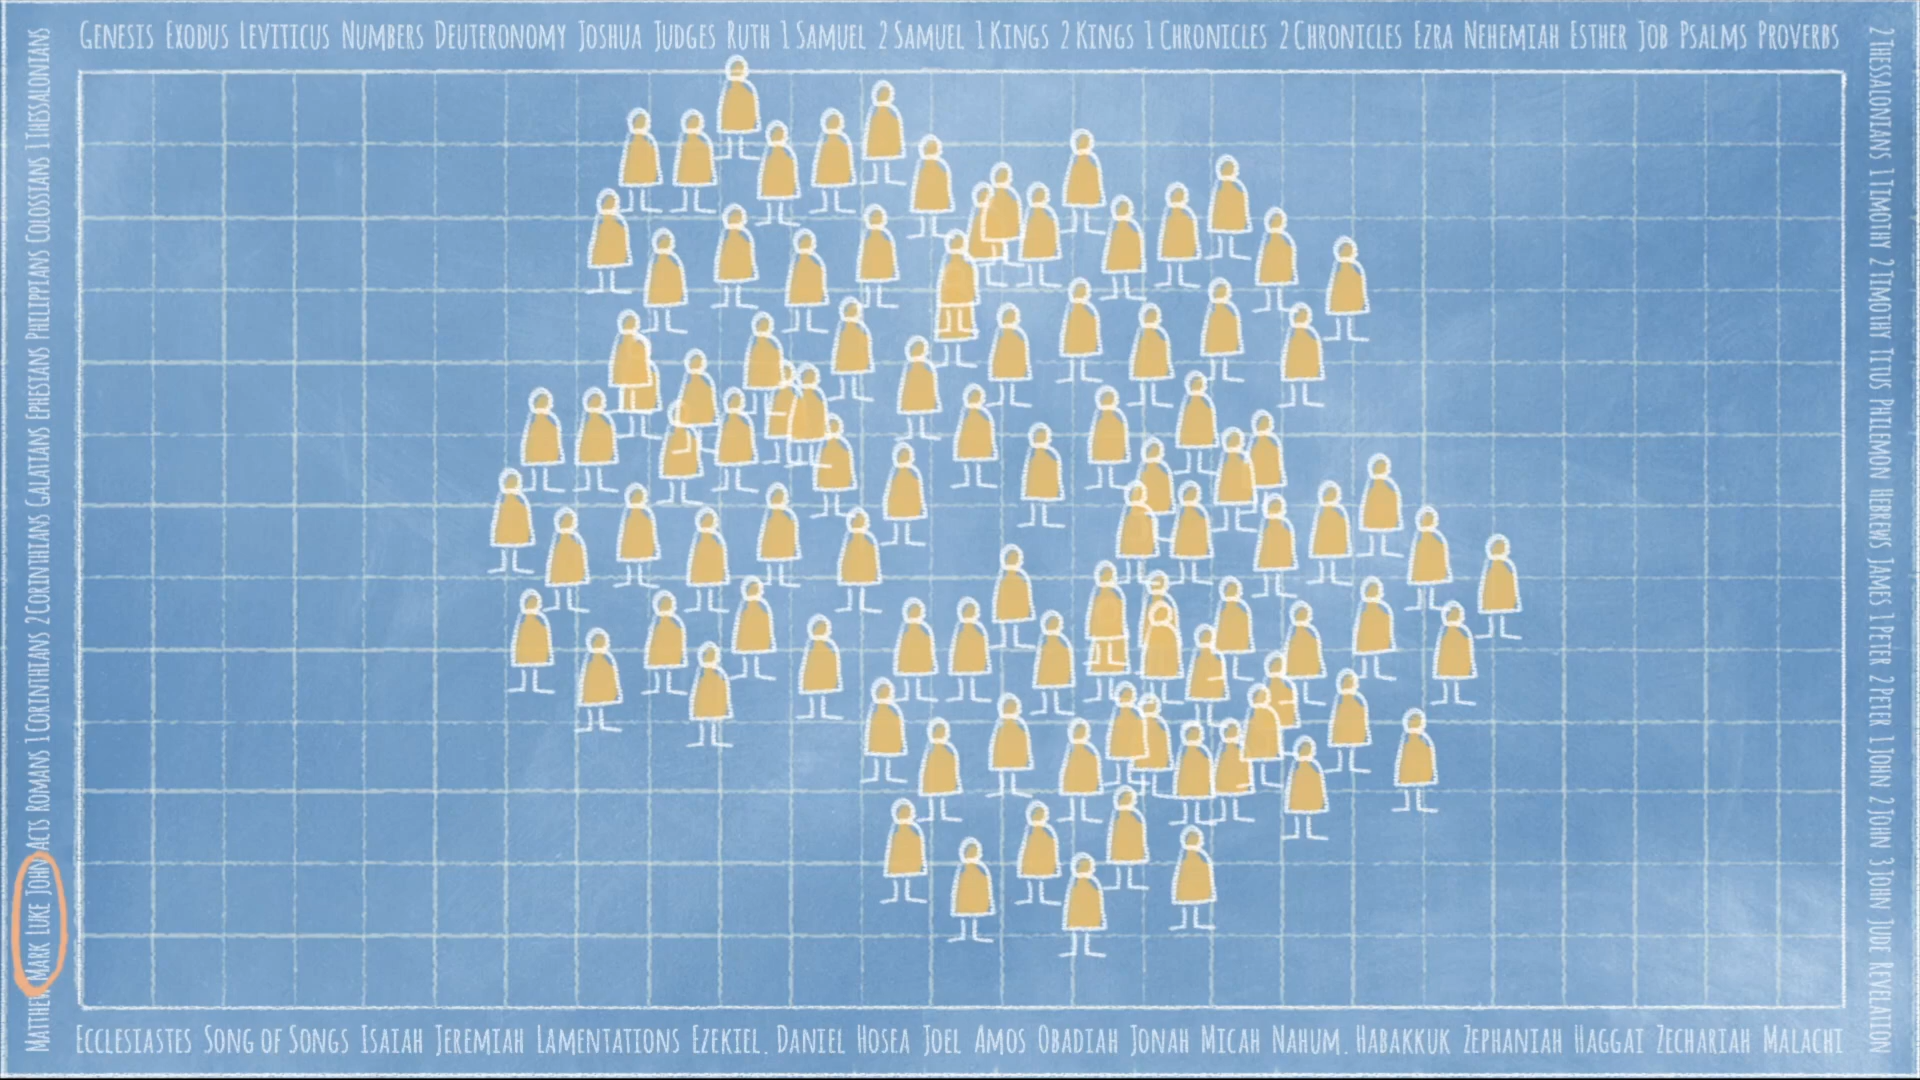 GENESIS EXODUS LEVITICUS NUMBERS DEUTERONOMY JOSHUA JUDGES RUTH 1 SAMUEL 2 SAMUEL 1 KINGS 2 KINGS 1 CHRONICLES 2 CHRONICLES EZRA NEHEMIAH ESTHER JOB PSALMS PROVERBS
ECCLESIASTES SONG OF SONGS ISAIAH JEREMIAH LAMENTATIONS EZEKIEL. DANIEL HOSEA JOEL AMOS OBADIAH JONAH MICAH NAHUM. HABAKKUK ZEPHANIAH HAGGAI ZECHARIAH MALACHI
MATTHEW MARK LUKE JOHN ACTS ROMANS 1 CORINTHIANS 2 CORINTHIANS GALATIANS EPHESIANS PHILIPPIANS COLOSSIANS 1 THESSALONIANS
2 THESSALONIANS 1 TIMOTHY 2 TIMOTHY TITUS PHILEMON HEBREWS JAMES 1 PETER 2 PETER 1 JOHN 2 JOHN 3 JOHN JUDE REVELATION